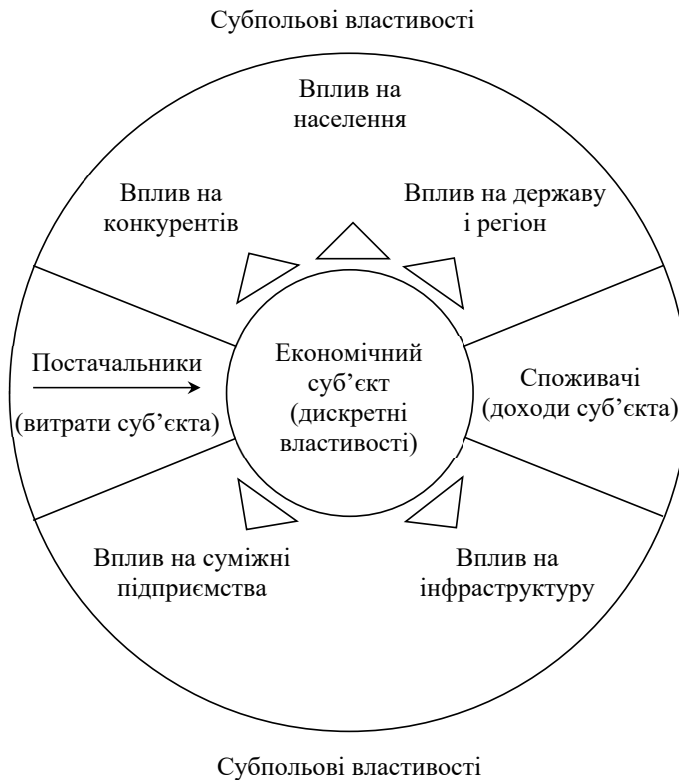 Субпольові властивості
Вплив на
населення
Вплив на
конкурентів
Вплив на державу
і регіон
Постачальники
(витрати суб’єкта)
Економічний
суб’єкт
(дискретні
властивості)
Споживачі
(доходи суб’єкта)
Вплив на суміжні
підприємства
Вплив на
інфраструктуру
Субпольові властивості